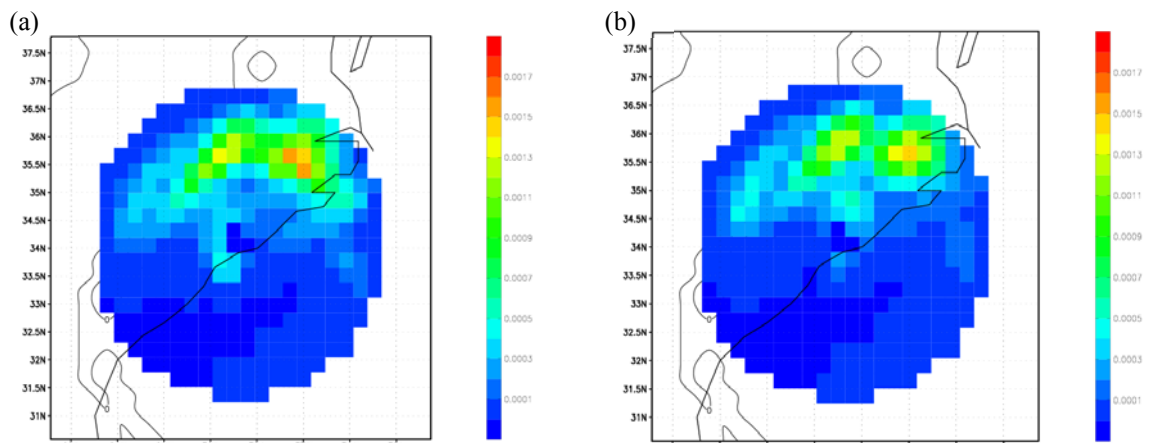 (a)
37.5N
37N
36.5N
36N
35.5N
35N
34.5N
34N
33.5N
33N
32.5N
32N
31.5N
31N
0
0
0.0017
0.0015
0.0013
0.0011
0.0009
0.0007
0.0005
0.0003
0.0001
(b)
37.5N
37N
36.5N
36N
35.5N
35N
34.5N
34N
33.5N
33N
32.5N
32N
31.5N
31N
0
0
0.0017
0.0015
0.0013
0.0011
0.0009
0.0007
0.0005
0.0003
0.0001